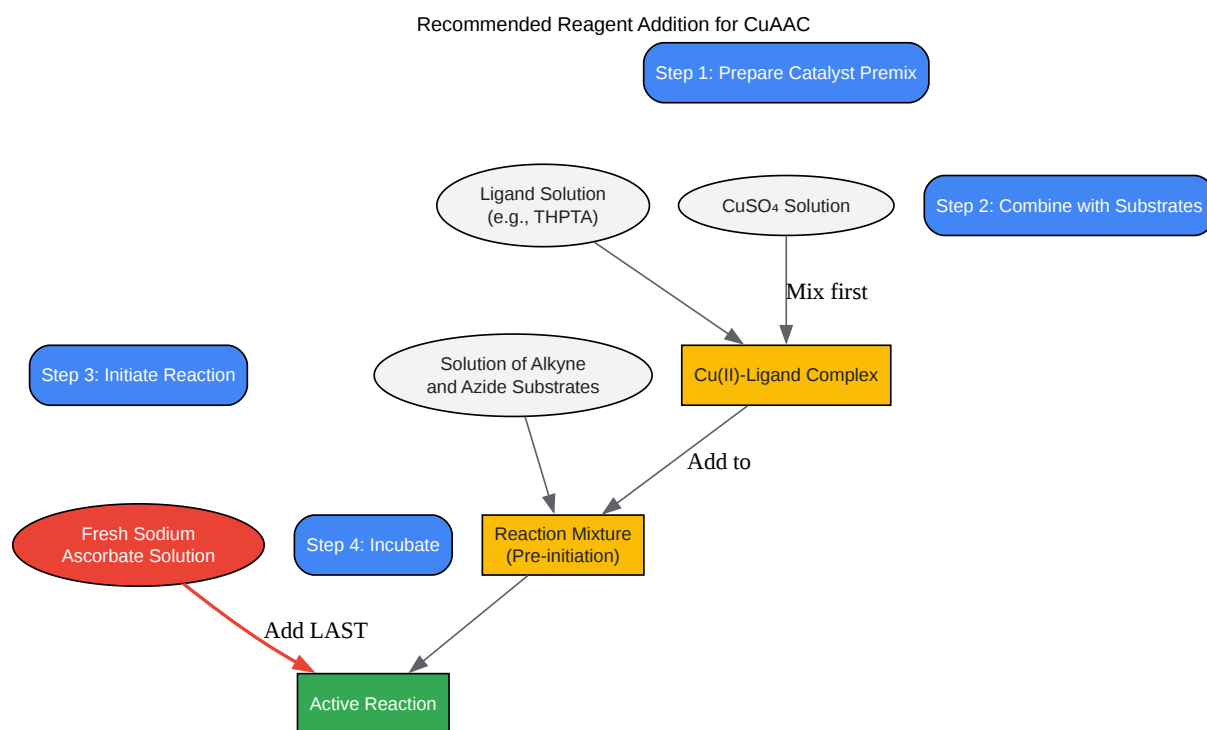 Recommended Reagent Addition for CuAAC
Step 1: Prepare Catalyst Premix
Ligand Solution
(e.g., THPTA)
CuSO₄ Solution
Step 2: Combine with Substrates
Mix first
Step 3: Initiate Reaction
Solution of Alkyne
and Azide Substrates
Cu(II)-Ligand Complex
Add to
Fresh Sodium
Ascorbate Solution
Step 4: Incubate
Reaction Mixture
(Pre-initiation)
Add LAST
Active Reaction